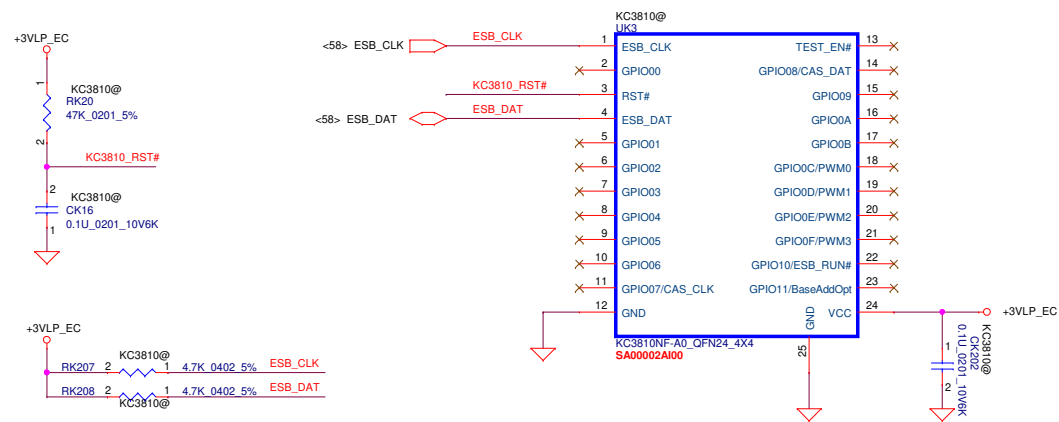 +3VLP_EC
1
KC3810@
RK20
47K_0201_5%
2
KC3810_RST#
2
KC3810@
CK16
0.1U_0201_10V6K
1
+3VLP_EC
KC3810@
RK207 2 1 4.7K_0402_5% ESB_CLK
RK208 2 1 4.7K_0402_5% ESB_DAT
KC3810@
<58> ESB_CLK
ESB_CLK
KC3810_RST#
<58> ESB_DAT
ESB_DAT
KC3810@
UK3
1 ESB_CLK
2 GPIO00
3 RST#
4 ESB_DAT
5 GPIO01
6 GPIO02
7 GPIO03
8 GPIO04
9 GPIO05
10 GPIO06
11 GPIO07/CAS_CLK
12 GND
TEST_EN# 13
GPIO08/CAS_DAT 14
GPIO09 15
GPIO0A 16
GPIO0B 17
GPIO0C/PWM0 18
GPIO0D/PWM1 19
GPIO0E/PWM2 20
GPIO0F/PWM3 21
GPIO10/ESB_RUN# 22
GPIO11/BaseAddOpt 23
VCC 24
GND
25
KC3810NF-A0_QFN24_4X4
SA00002AI00
+3VLP_EC
1
2
KC3810@
CK202
0.1U_0201_10V6K